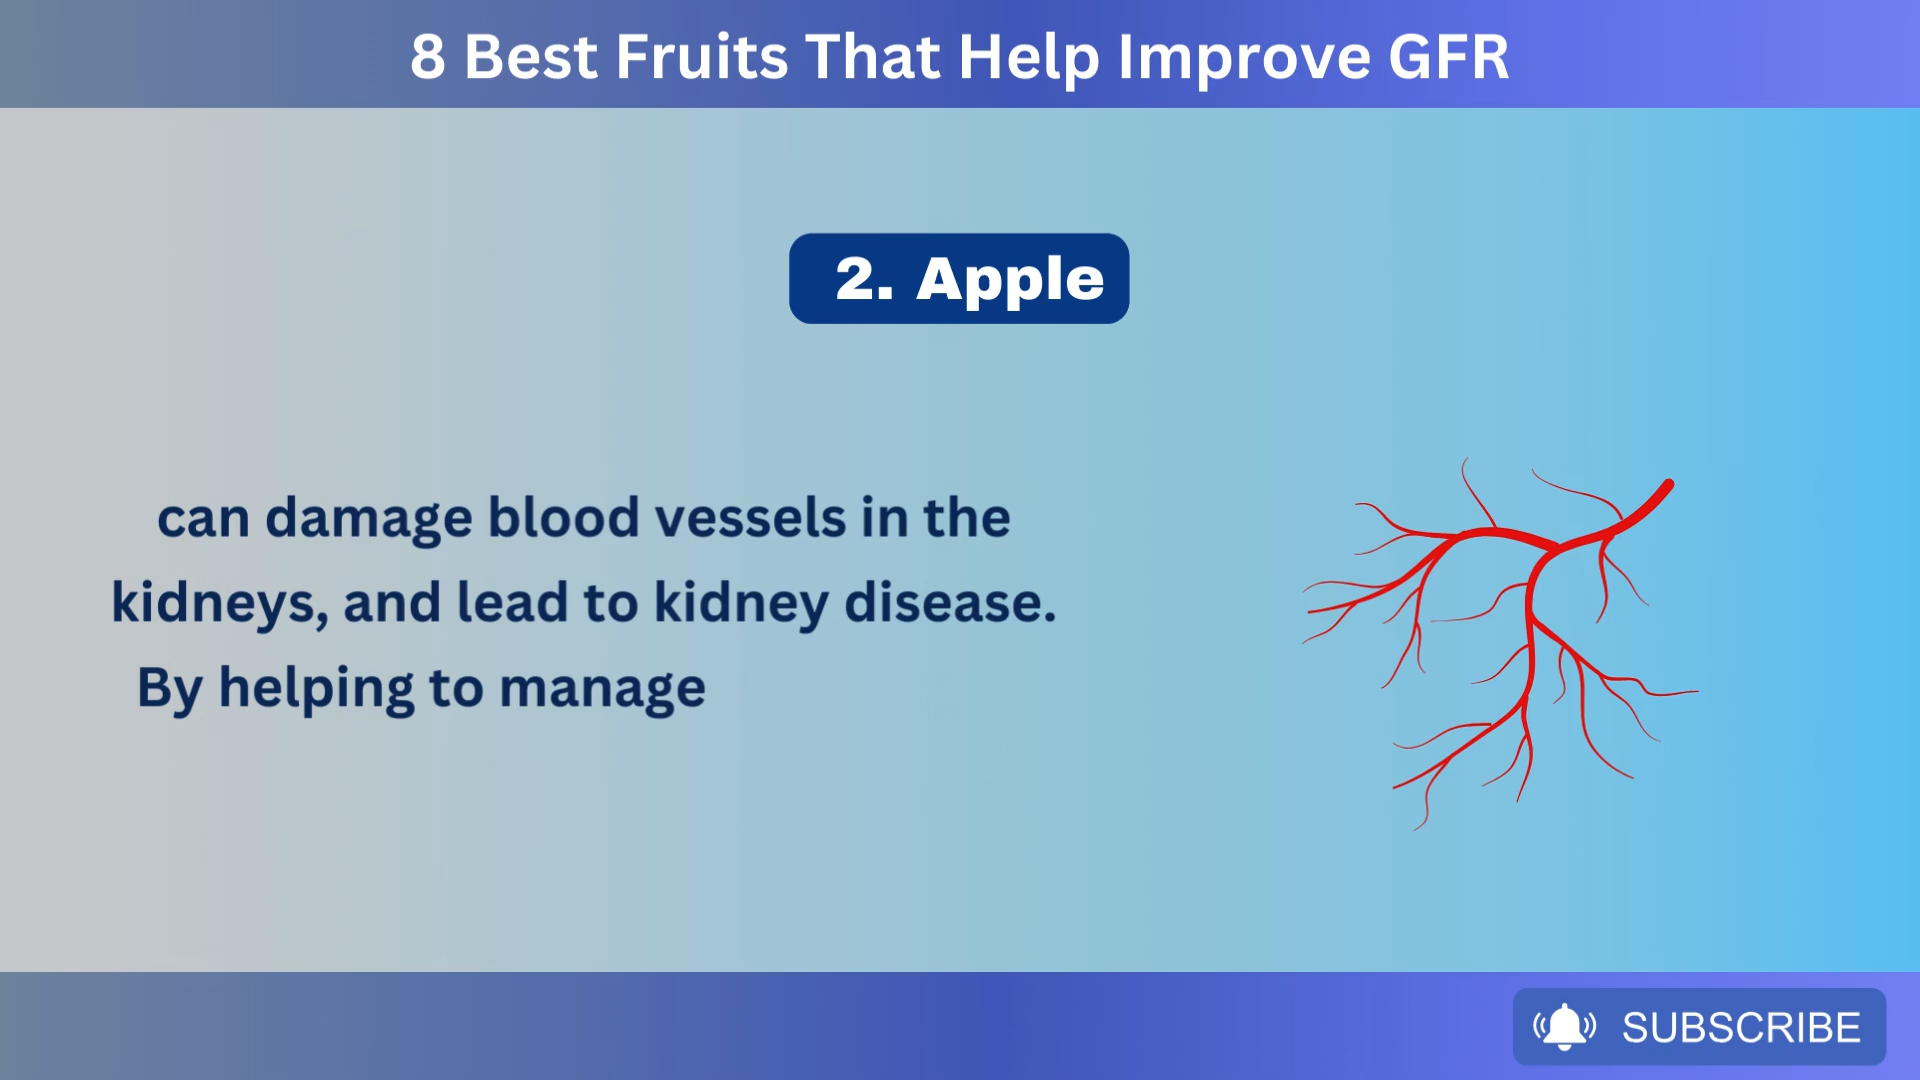 8 Best Fruits That Help Improve GFR
2. Apple
can damage blood vessels in the
kidneys, and lead to kidney disease.
By helping to manage
SUBSCRIBE